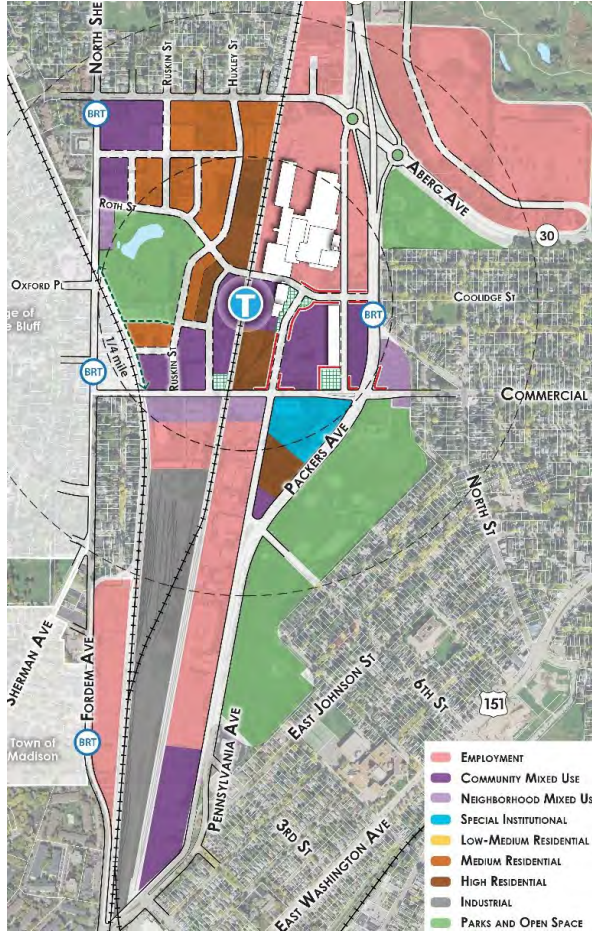 NORTH SHE
RUSKIN ST
HUXLEY ST
BRT
ABERG AVE
ROTH ST
30
OXFORD PL
COOLIDGE ST
T
BRT
ge of
e Bluff
1/4 mile
BRT
RUSKIN ST
COMMERCIAL
PACKERS AVE
NORTH ST
SHERMAN AVE
FORDEM AVE
EAST JOHNSON ST
6TH ST
151
Town of
Madison
BRT
PENNSYLVANIA AVE
3RD ST
EAST WASHINGTON AVE
EMPLOYMENT
COMMUNITY MIXED USE
NEIGHBORHOOD MIXED US
SPECIAL INSTITUTIONAL
LOW-MEDIUM RESIDENTIAL
MEDIUM RESIDENTIAL
HIGH RESIDENTIAL
INDUSTRIAL
PARKS AND OPEN SPACE